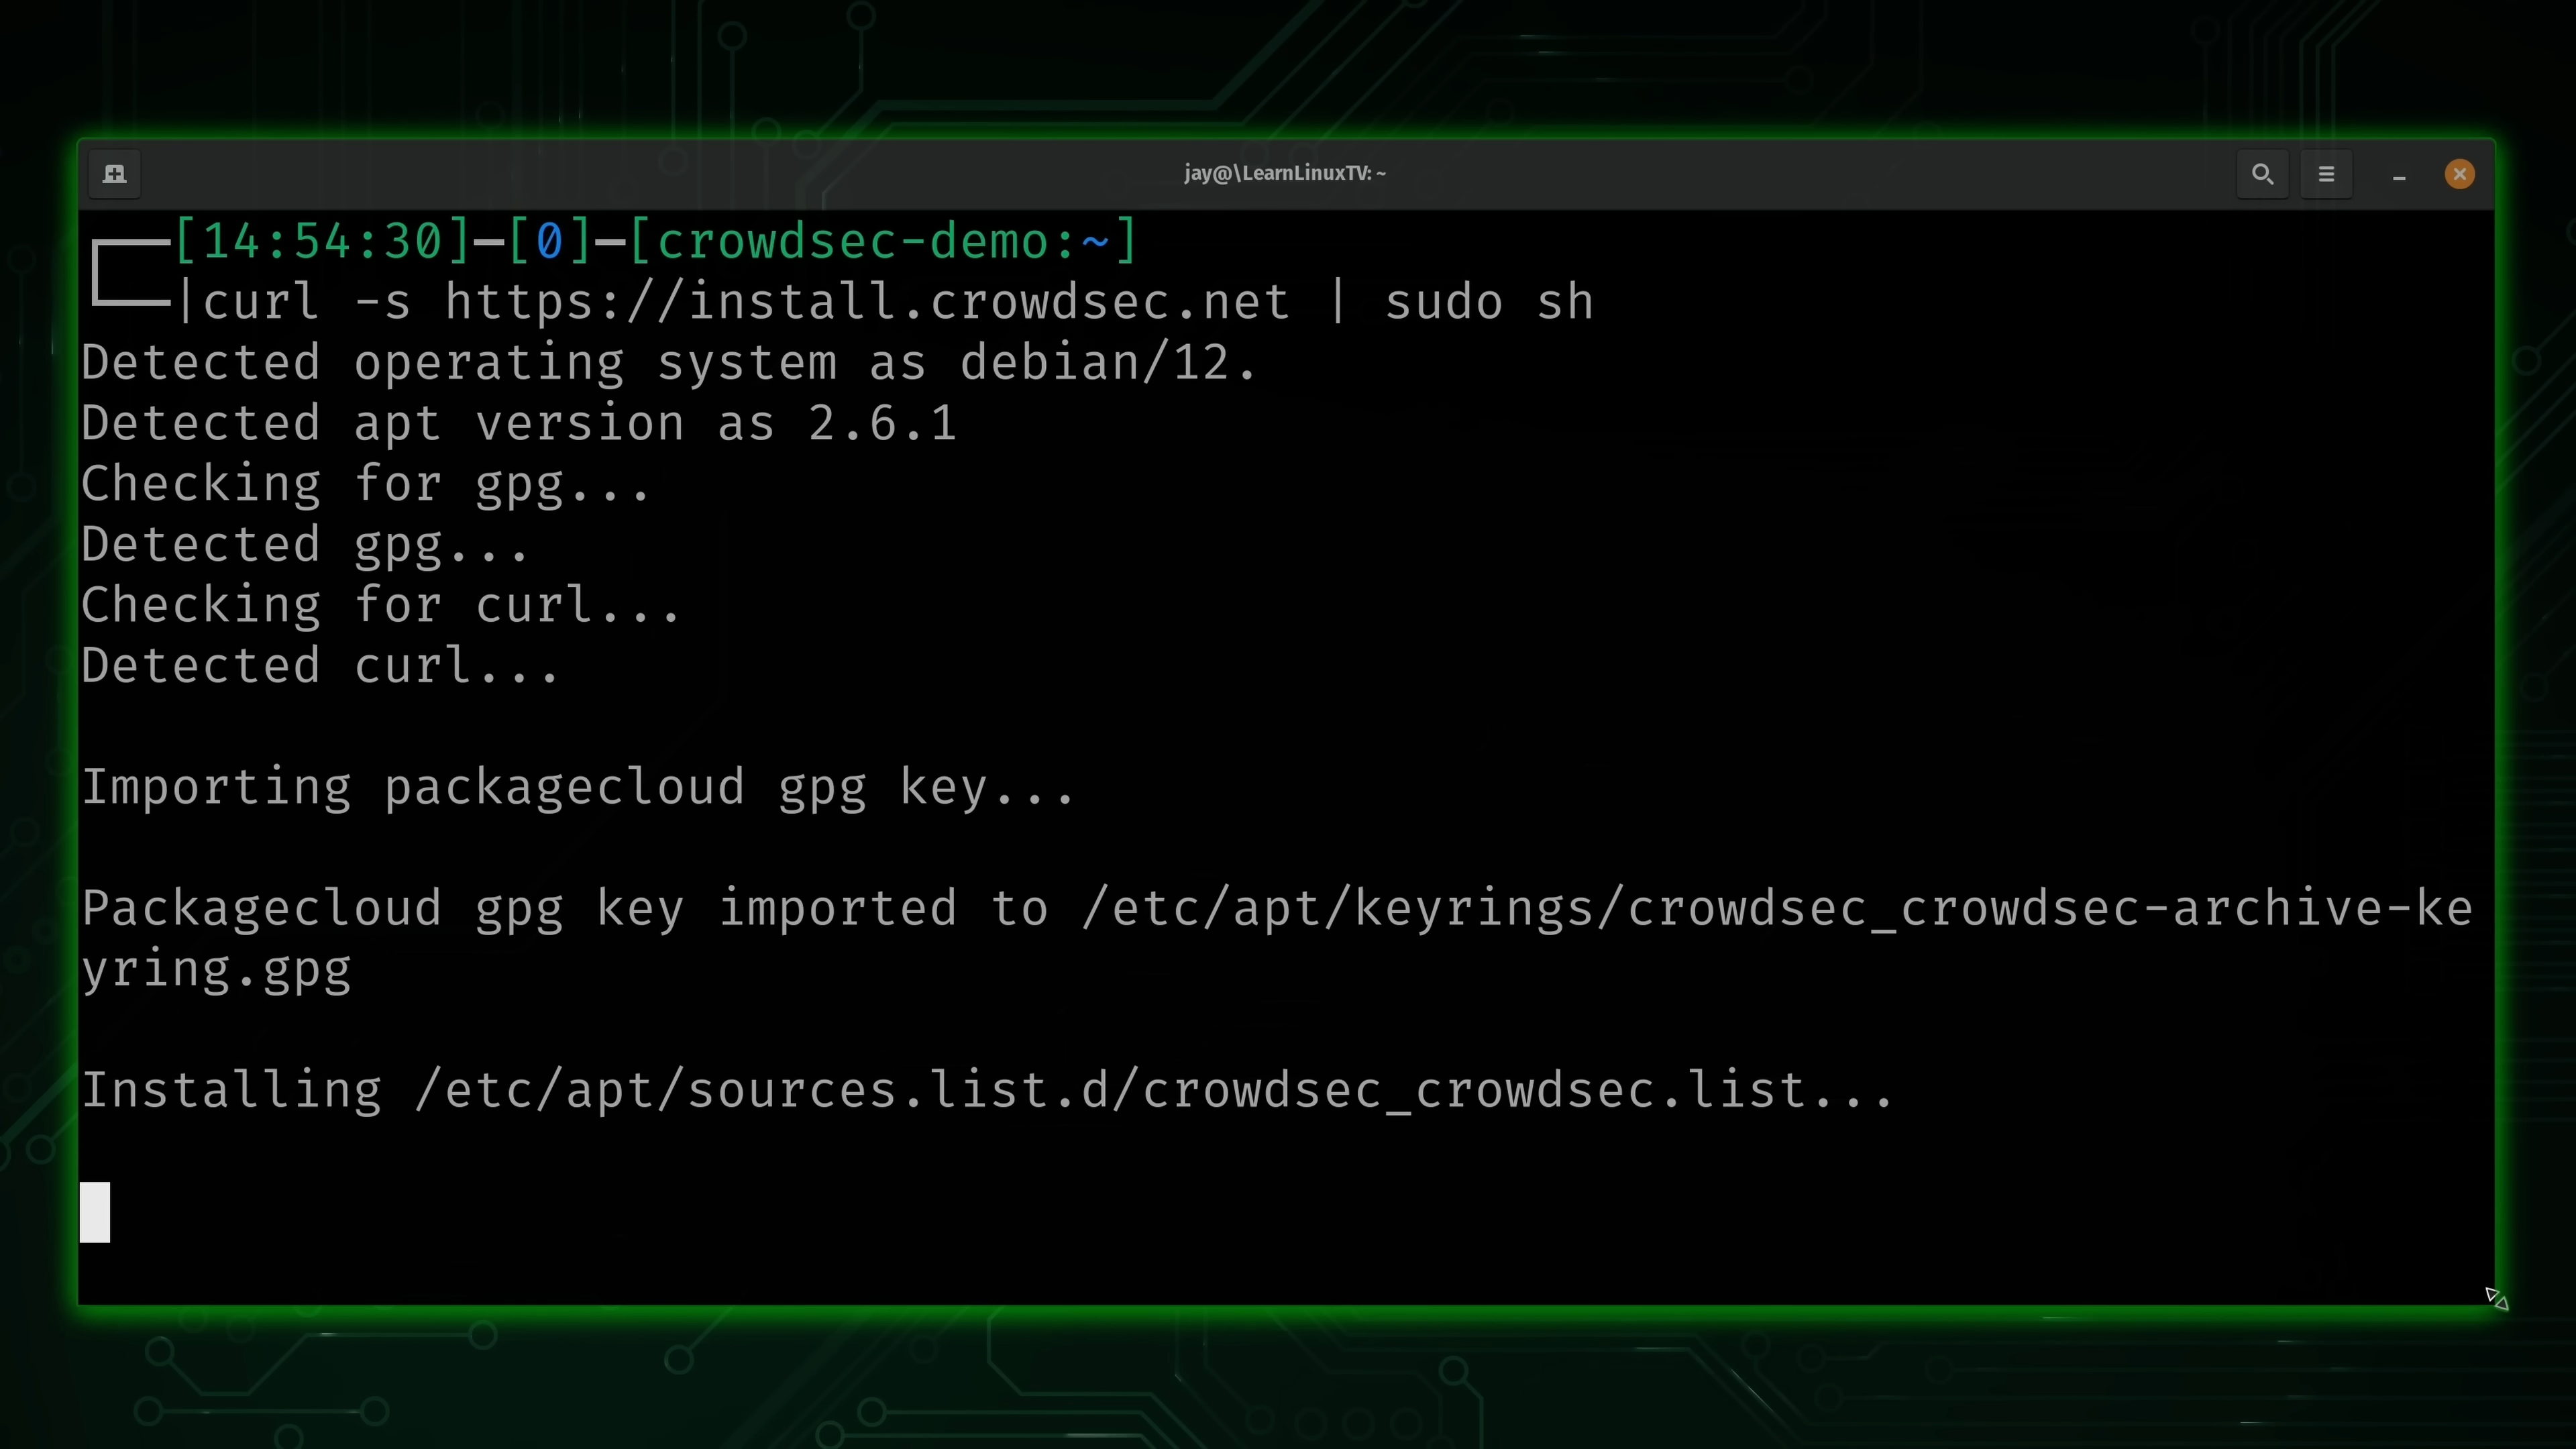 jay@\LearnLinuxTV: ~
[14:54:30]—[0]—[crowdsec-demo:~]
|curl -s https://install.crowdsec.net | sudo sh
Detected operating system as debian/12.
Detected apt version as 2.6.1
Checking for gpg...
Detected gpg...
Checking for curl...
Detected curl...
Importing packagecloud gpg key...
Packagecloud gpg key imported to /etc/apt/keyrings/crowdsec_crowdsec-archive-ke
yring.gpg
Installing /etc/apt/sources.list.d/crowdsec_crowdsec.list...